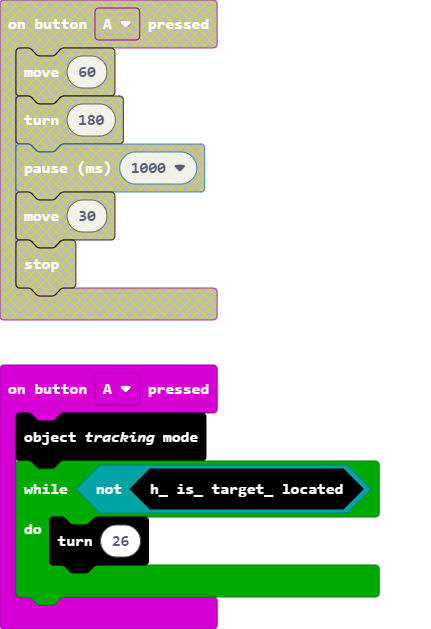 on button A pressed
move 60
turn 180
pause (ms) 1000
move 30
stop
on button A pressed
object tracking mode
while not h_ is_ target_ located
do
turn 26